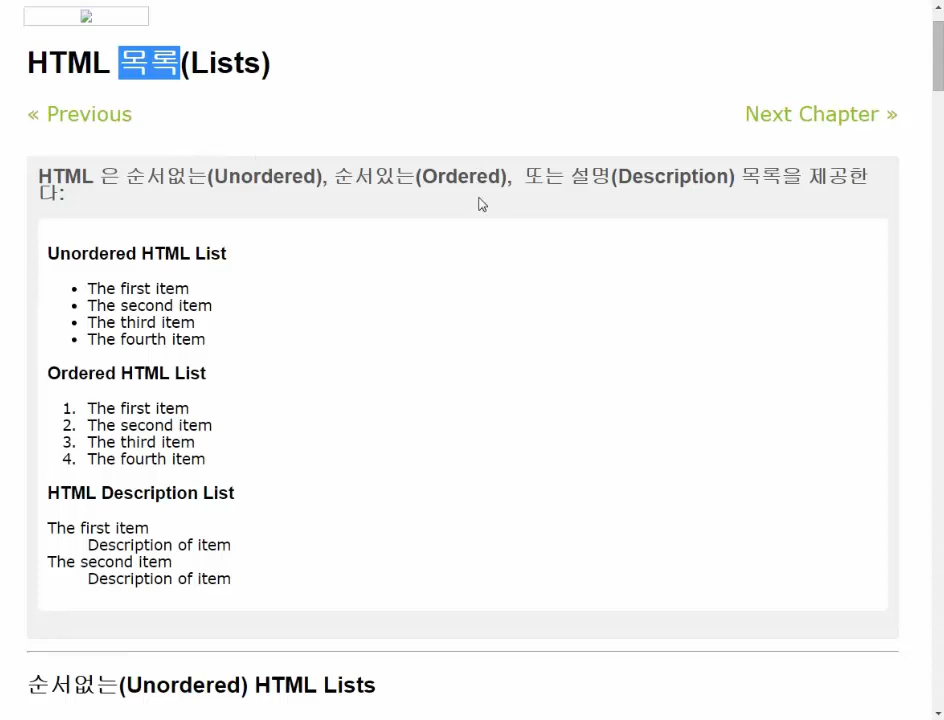 HTML 목록(Lists)
« Previous
Next Chapter »
HTML 은 순서없는(Unordered), 순서있는(Ordered),  또는 설명(Description) 목록을 제공한
다:
Unordered HTML List
• The first item
• The second item
• The third item
• The fourth item
Ordered HTML List
1. The first item
2. The second item
3. The third item
4. The fourth item
HTML Description List
The first item
Description of item
The second item
Description of item
순서없는(Unordered) HTML Lists